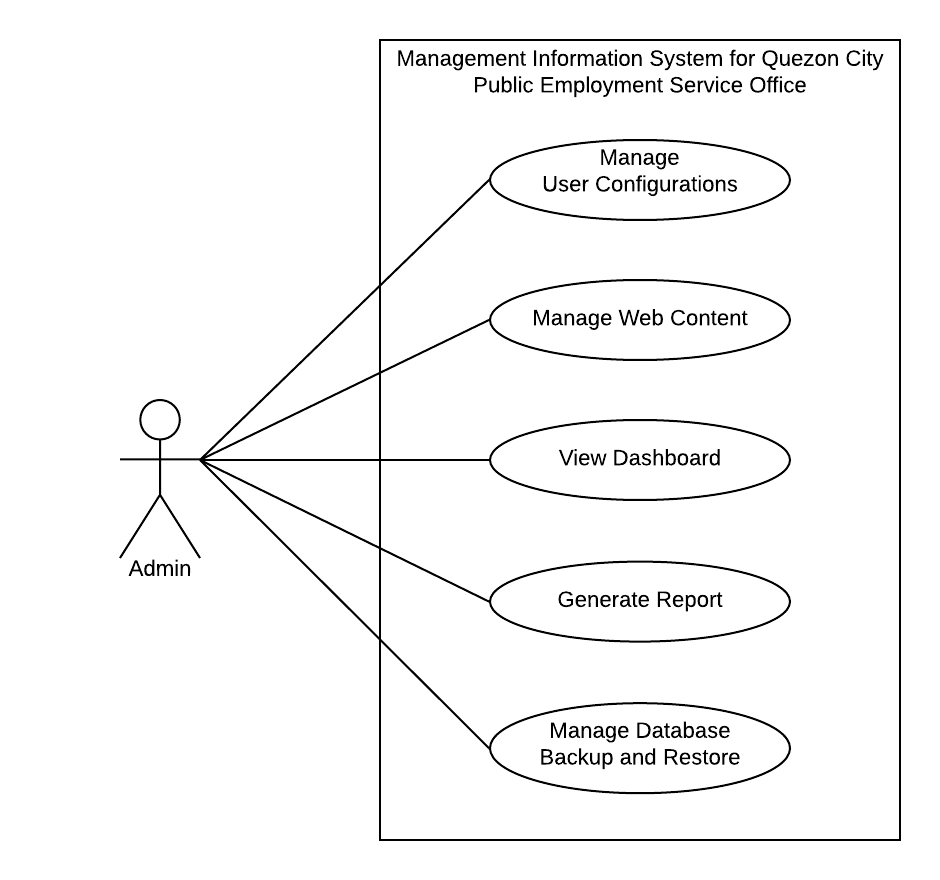 Management Information System for Quezon City
Public Employment Service Office
Manage
User Configurations
Manage Web Content
View Dashboard
Admin
Generate Report
Manage Database
Backup and Restore